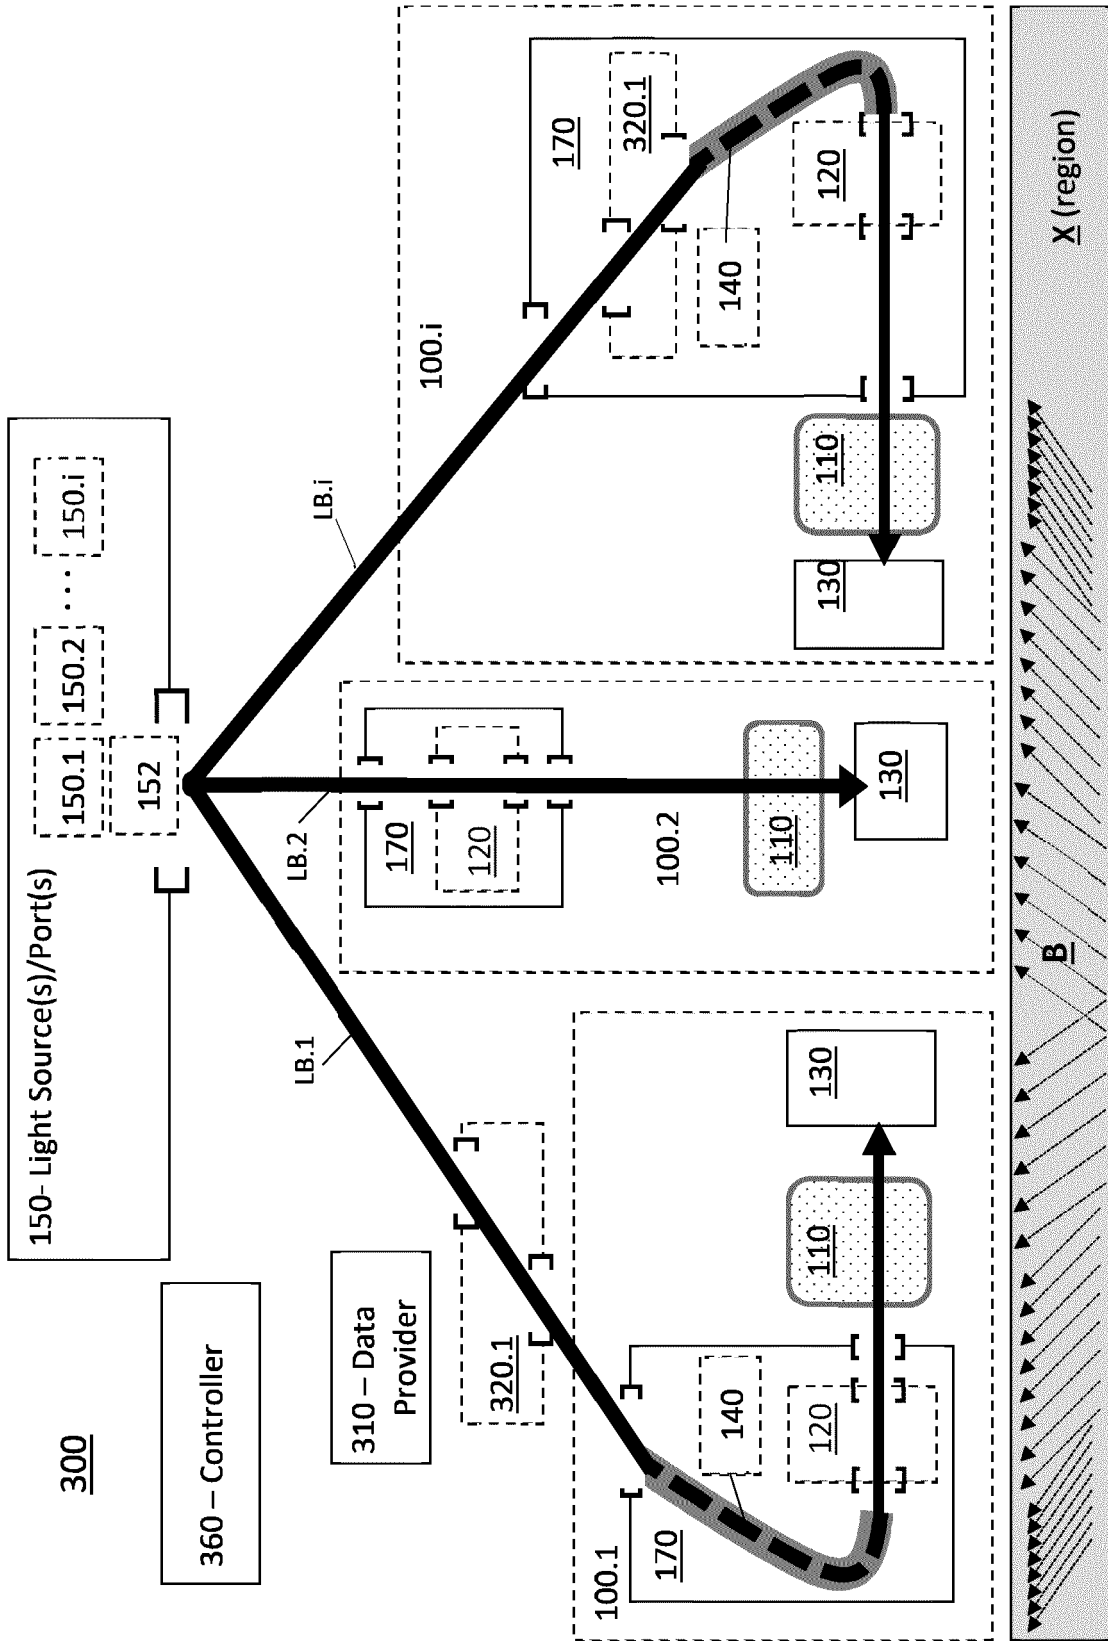 300
360 – Controller
310 – Data
Provider
150- Light Source(s)/Port(s)
150.1
150.2
....
150.i
152
LB.1
LB.2
LB.i
320.1
100.1
170
140
120
110
130
170
120
100.2
110
130
100.i
170
320.1
140
120
110
130
B
X (region)